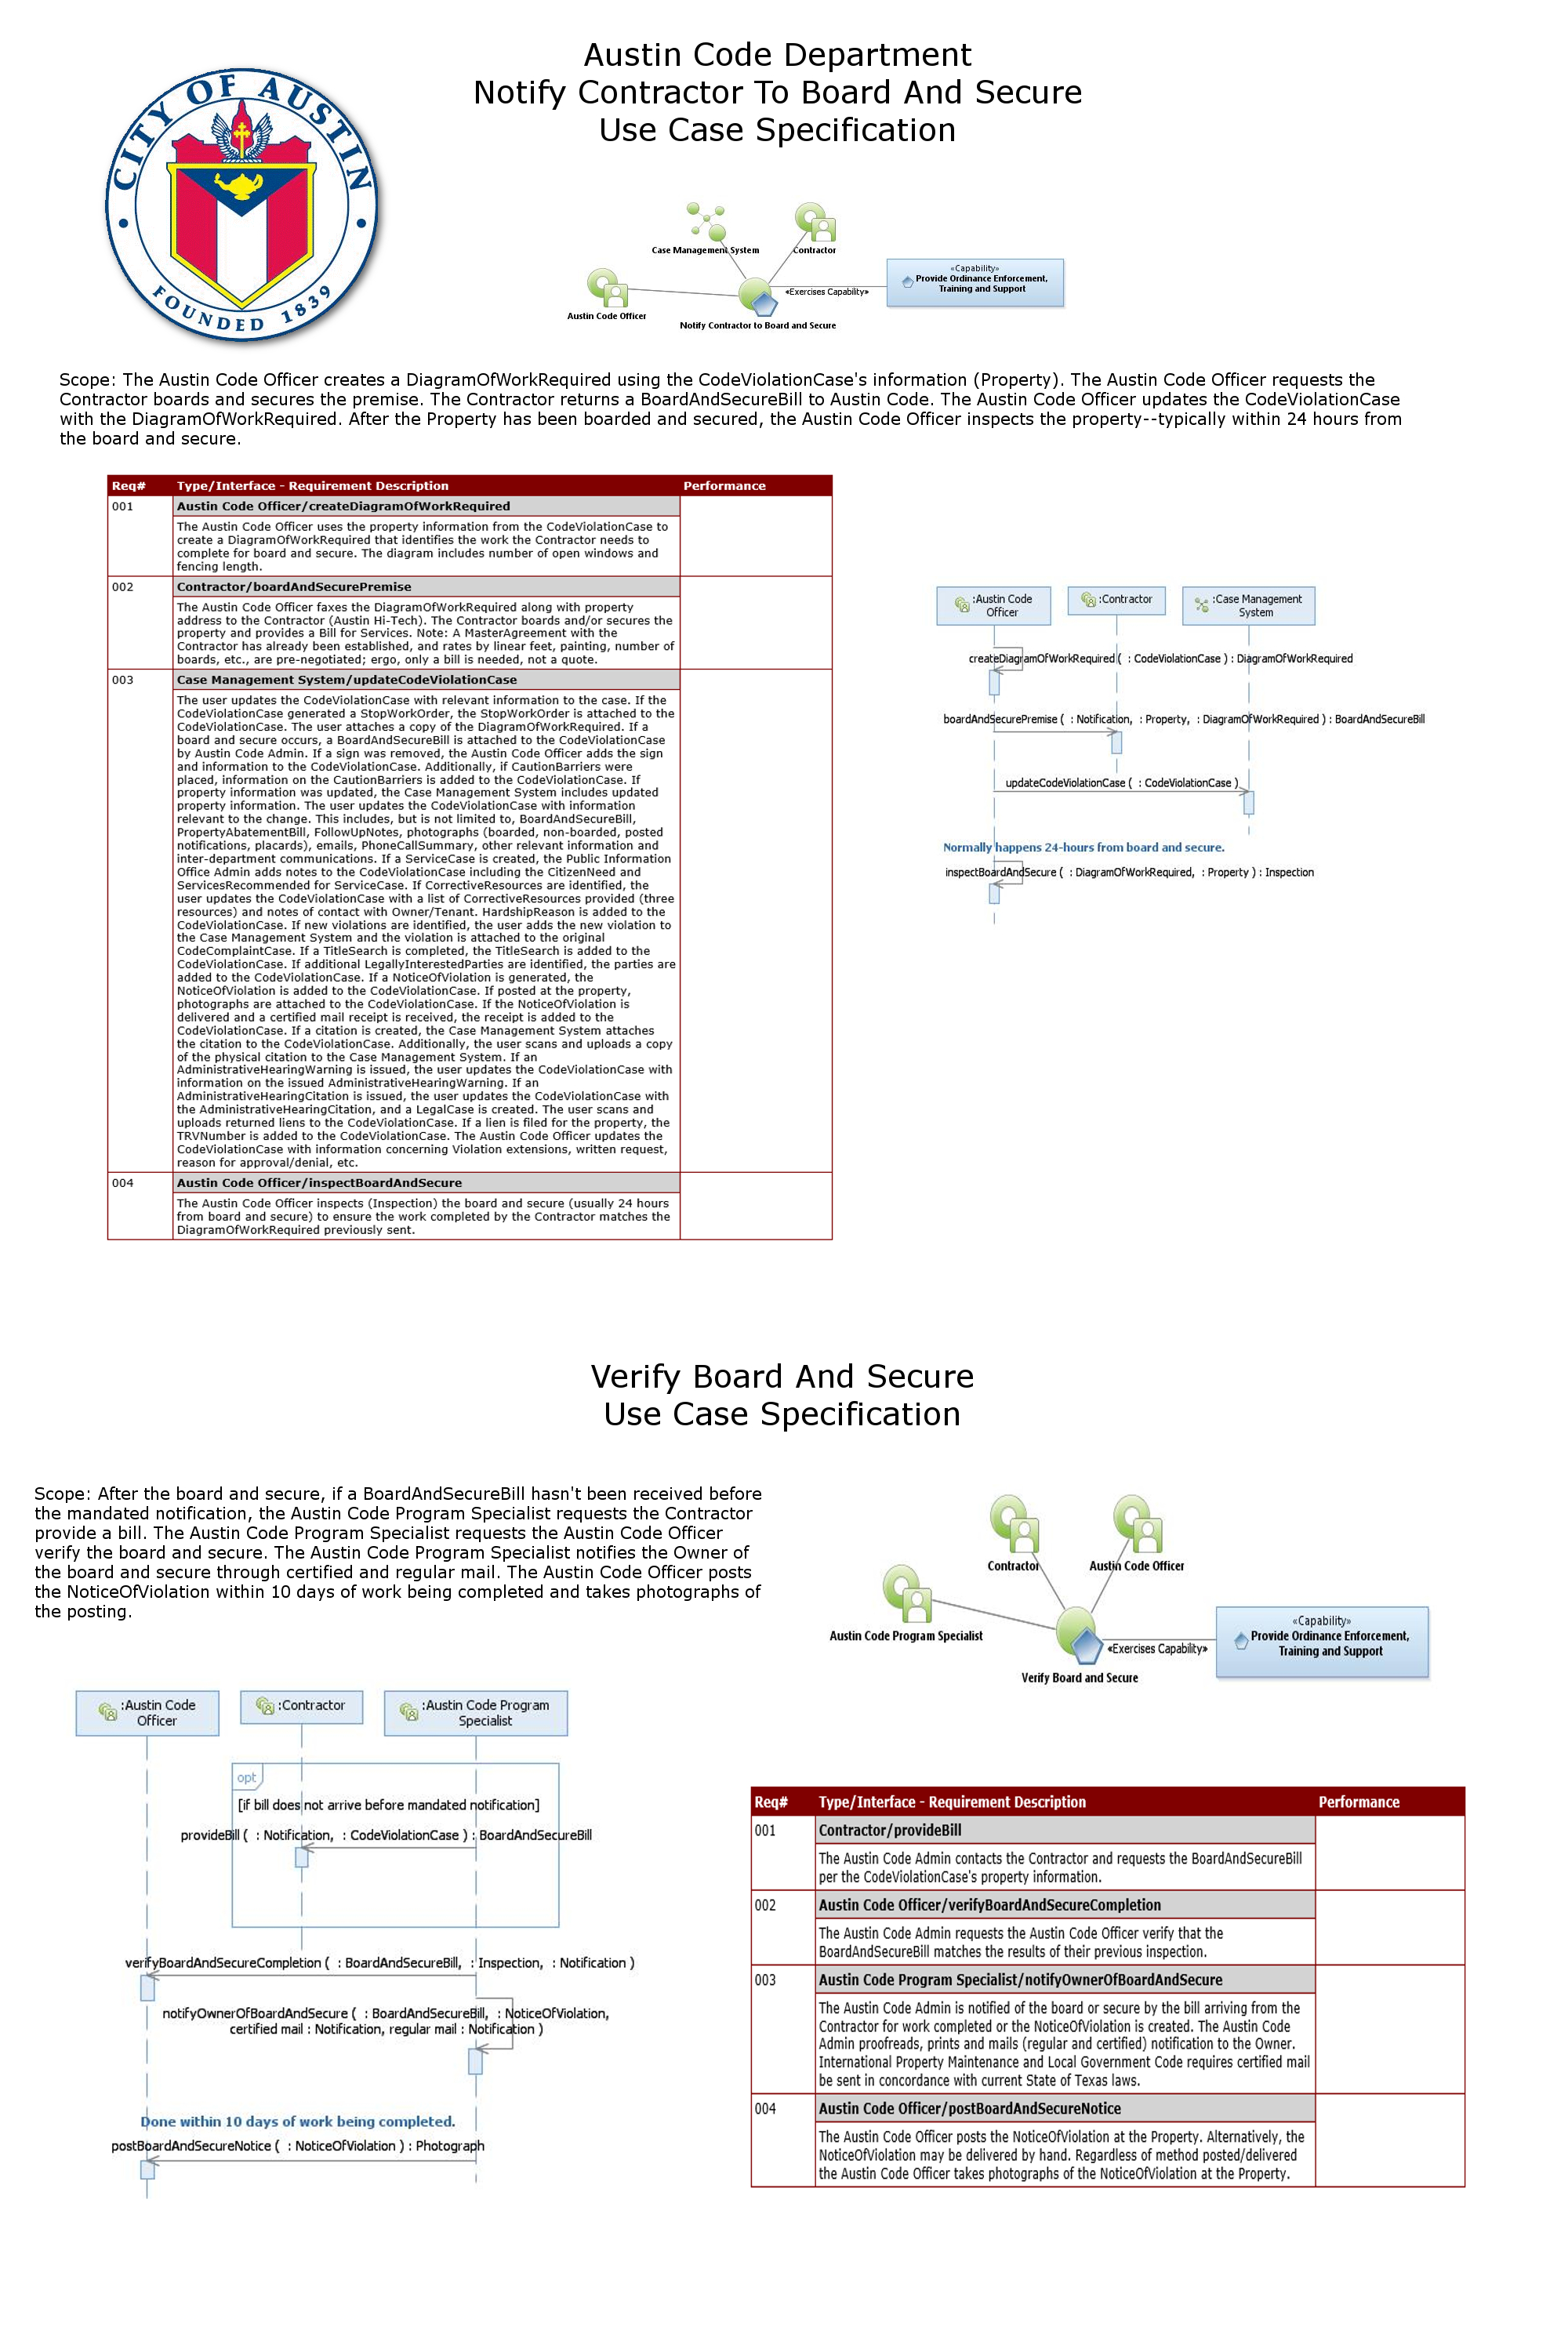 Austin Code Department
Notify Contractor To Board And Secure
Use Case Specification
CITY OF AUSTIN
FOUNDED 1839
Case Management System
Contractor
«Capability»
Provide Ordinance Enforcement,
Training and Support
«Exercises Capability»
Austin Code Officer
Notify Contractor to Board and Secure
Scope: The Austin Code Officer creates a DiagramOfWorkRequired using the CodeViolationCase's information (Property). The Austin Code Officer requests the
Contractor boards and secures the premise. The Contractor returns a BoardAndSecureBill to Austin Code. The Austin Code Officer updates the CodeViolationCase
with the DiagramOfWorkRequired. After the Property has been boarded and secured, the Austin Code Officer inspects the property--typically within 24 hours from
the board and secure.
Req# Type/Interface - Requirement Description Performance
001 Austin Code Officer/createDiagramOfWorkRequired
The Austin Code Officer uses the property information from the CodeViolationCase to
create a DiagramOfWorkRequired that identifies the work the Contractor needs to
complete for board and secure. The diagram includes number of open windows and
fencing length.
002 Contractor/boardAndSecurePremise
The Austin Code Officer faxes the DiagramOfWorkRequired along with property
address to the Contractor (Austin Hi-Tech). The Contractor boards and/or secures the
property and provides a Bill for Services. Note: A MasterAgreement with the
Contractor has already been established, and rates by linear feet, painting, number of
boards, etc., are pre-negotiated; ergo, only a bill is needed, not a quote.
003 Case Management System/updateCodeViolationCase
The user updates the CodeViolationCase with relevant information to the case. If the
CodeViolationCase generated a StopWorkOrder, the StopWorkOrder is attached to the
CodeViolationCase. The user attaches a copy of the DiagramOfWorkRequired. If a
board and secure occurs, a BoardAndSecureBill is attached to the CodeViolationCase
by Austin Code Admin. If a sign was removed, the Austin Code Officer adds the sign
and information to the CodeViolationCase. Additionally, if CautionBarriers were
placed, information on the CautionBarriers is added to the CodeViolationCase. If
property information was updated, the Case Management System includes updated
property information. The user updates the CodeViolationCase with information
relevant to the change. This includes, but is not limited to, BoardAndSecureBill,
PropertyAbatementBill, FollowUpNotes, photographs (boarded, non-boarded, posted
notifications, placards), emails, PhoneCallSummary, other relevant information and
inter-department communications. If a ServiceCase is created, the Public Information
Office Admin adds notes to the CodeViolationCase including the CitizenNeed and
ServicesRecommended for ServiceCase. If CorrectiveResources are identified, the
user updates the CodeViolationCase with a list of CorrectiveResources provided (three
resources) and notes of contact with Owner/Tenant. HardshipReason is added to the
CodeViolationCase. If new violations are identified, the user adds the new violation to
the Case Management System and the violation is attached to the original
CodeComplaintCase. If a TitleSearch is completed, the TitleSearch is added to the
CodeViolationCase. If additional LegallyInterestedParties are identified, the parties are
added to the CodeViolationCase. If a NoticeOfViolation is generated, the
NoticeOfViolation is added to the CodeViolationCase. If posted at the property,
photographs are attached to the CodeViolationCase. If the NoticeOfViolation is
delivered and a certified mail receipt is received, the receipt is added to the
CodeViolationCase. If a citation is created, the Case Management System attaches
the citation to the CodeViolationCase. Additionally, the user scans and uploads a copy
of the physical citation to the Case Management System. If an
AdministrativeHearingWarning is issued, the user updates the CodeViolationCase with
information on the issued AdministrativeHearingWarning. If an
AdministrativeHearingCitation is issued, the user updates the CodeViolationCase with
the AdministrativeHearingCitation, and a LegalCase is created. The user scans and
uploads returned liens to the CodeViolationCase. If a lien is filed for the property, the
TRVNumber is added to the CodeViolationCase. The Austin Code Officer updates the
CodeViolationCase with information concerning Violation extensions, written request,
reason for approval/denial, etc.
004 Austin Code Officer/inspectBoardAndSecure
The Austin Code Officer inspects (Inspection) the board and secure (usually 24 hours
from board and secure) to ensure the work completed by the Contractor matches the
DiagramOfWorkRequired previously sent.
:Austin Code
Officer
:Contractor
:Case Management
System
createDiagramOfWorkRequired ( : CodeViolationCase ) : DiagramOfWorkRequired
boardAndSecurePremise ( : Notification, : Property, : DiagramOfWorkRequired ) : BoardAndSecureBill
updateCodeViolationCase ( : CodeViolationCase )
Normally happens 24-hours from board and secure.
inspectBoardAndSecure ( : DiagramOfWorkRequired, : Property ) : Inspection
Verify Board And Secure
Use Case Specification
Scope: After the board and secure, if a BoardAndSecureBill hasn't been received before
the mandated notification, the Austin Code Program Specialist requests the Contractor
provide a bill. The Austin Code Program Specialist requests the Austin Code Officer
verify the board and secure. The Austin Code Program Specialist notifies the Owner of
the board and secure through certified and regular mail. The Austin Code Officer posts
the NoticeOfViolation within 10 days of work being completed and takes photographs of
the posting.
Contractor
Austin Code Officer
Austin Code Program Specialist
«Capability»
Provide Ordinance Enforcement,
Training and Support
«Exercises Capability»
Verify Board and Secure
:Austin Code
Officer
:Contractor
:Austin Code Program
Specialist
opt
[if bill does not arrive before mandated notification]
provideBill ( : Notification, : CodeViolationCase ) : BoardAndSecureBill
verifyBoardAndSecureCompletion ( : BoardAndSecureBill, : Inspection, : Notification )
notifyOwnerOfBoardAndSecure ( : BoardAndSecureBill, : NoticeOfViolation,
certified mail : Notification, regular mail : Notification )
Done within 10 days of work being completed.
postBoardAndSecureNotice ( : NoticeOfViolation ) : Photograph
Req# Type/Interface - Requirement Description Performance
001 Contractor/provideBill
The Austin Code Admin contacts the Contractor and requests the BoardAndSecureBill
per the CodeViolationCase's property information.
002 Austin Code Officer/verifyBoardAndSecureCompletion
The Austin Code Admin requests the Austin Code Officer verify that the
BoardAndSecureBill matches the results of their previous inspection.
003 Austin Code Program Specialist/notifyOwnerOfBoardAndSecure
The Austin Code Admin is notified of the board or secure by the bill arriving from the
Contractor for work completed or the NoticeOfViolation is created. The Austin Code
Admin proofreads, prints and mails (regular and certified) notification to the Owner.
International Property Maintenance and Local Government Code requires certified mail
be sent in concordance with current State of Texas laws.
004 Austin Code Officer/postBoardAndSecureNotice
The Austin Code Officer posts the NoticeOfViolation at the Property. Alternatively, the
NoticeOfViolation may be delivered by hand. Regardless of method posted/delivered
the Austin Code Officer takes photographs of the NoticeOfViolation at the Property.